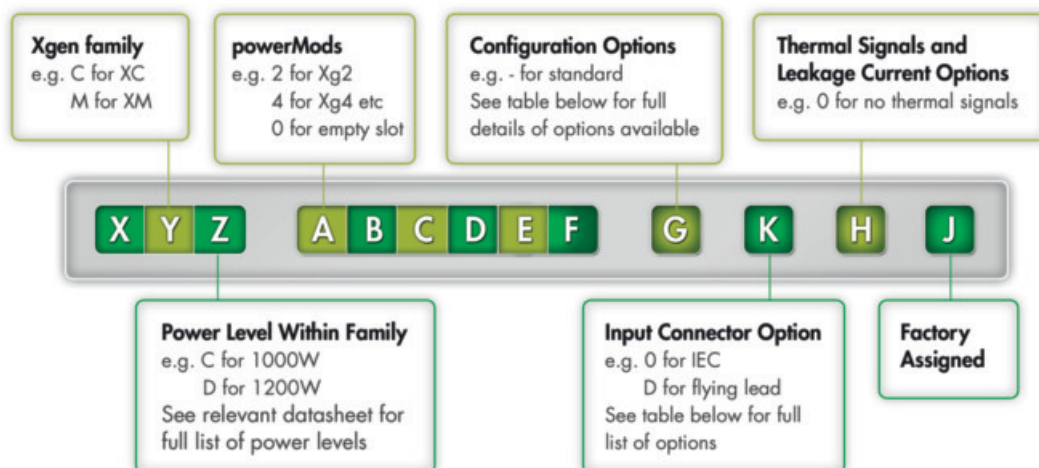 Xgen family
e.g. C for XC
M for XM
powerMods
e.g. 2 for Xg2
4 for Xg4 etc
0 for empty slot
Configuration Options
e.g. - for standard
See table below for full
details of options available
Thermal Signals and
Leakage Current Options
e.g. 0 for no thermal signals
X Y Z A B C D E F G K H J
Power Level Within Family
e.g. C for 1000W
D for 1200W
See relevant datasheet for
full list of power levels
Input Connector Option
e.g. 0 for IEC
D for flying lead
See table below for full
list of options
Factory
Assigned